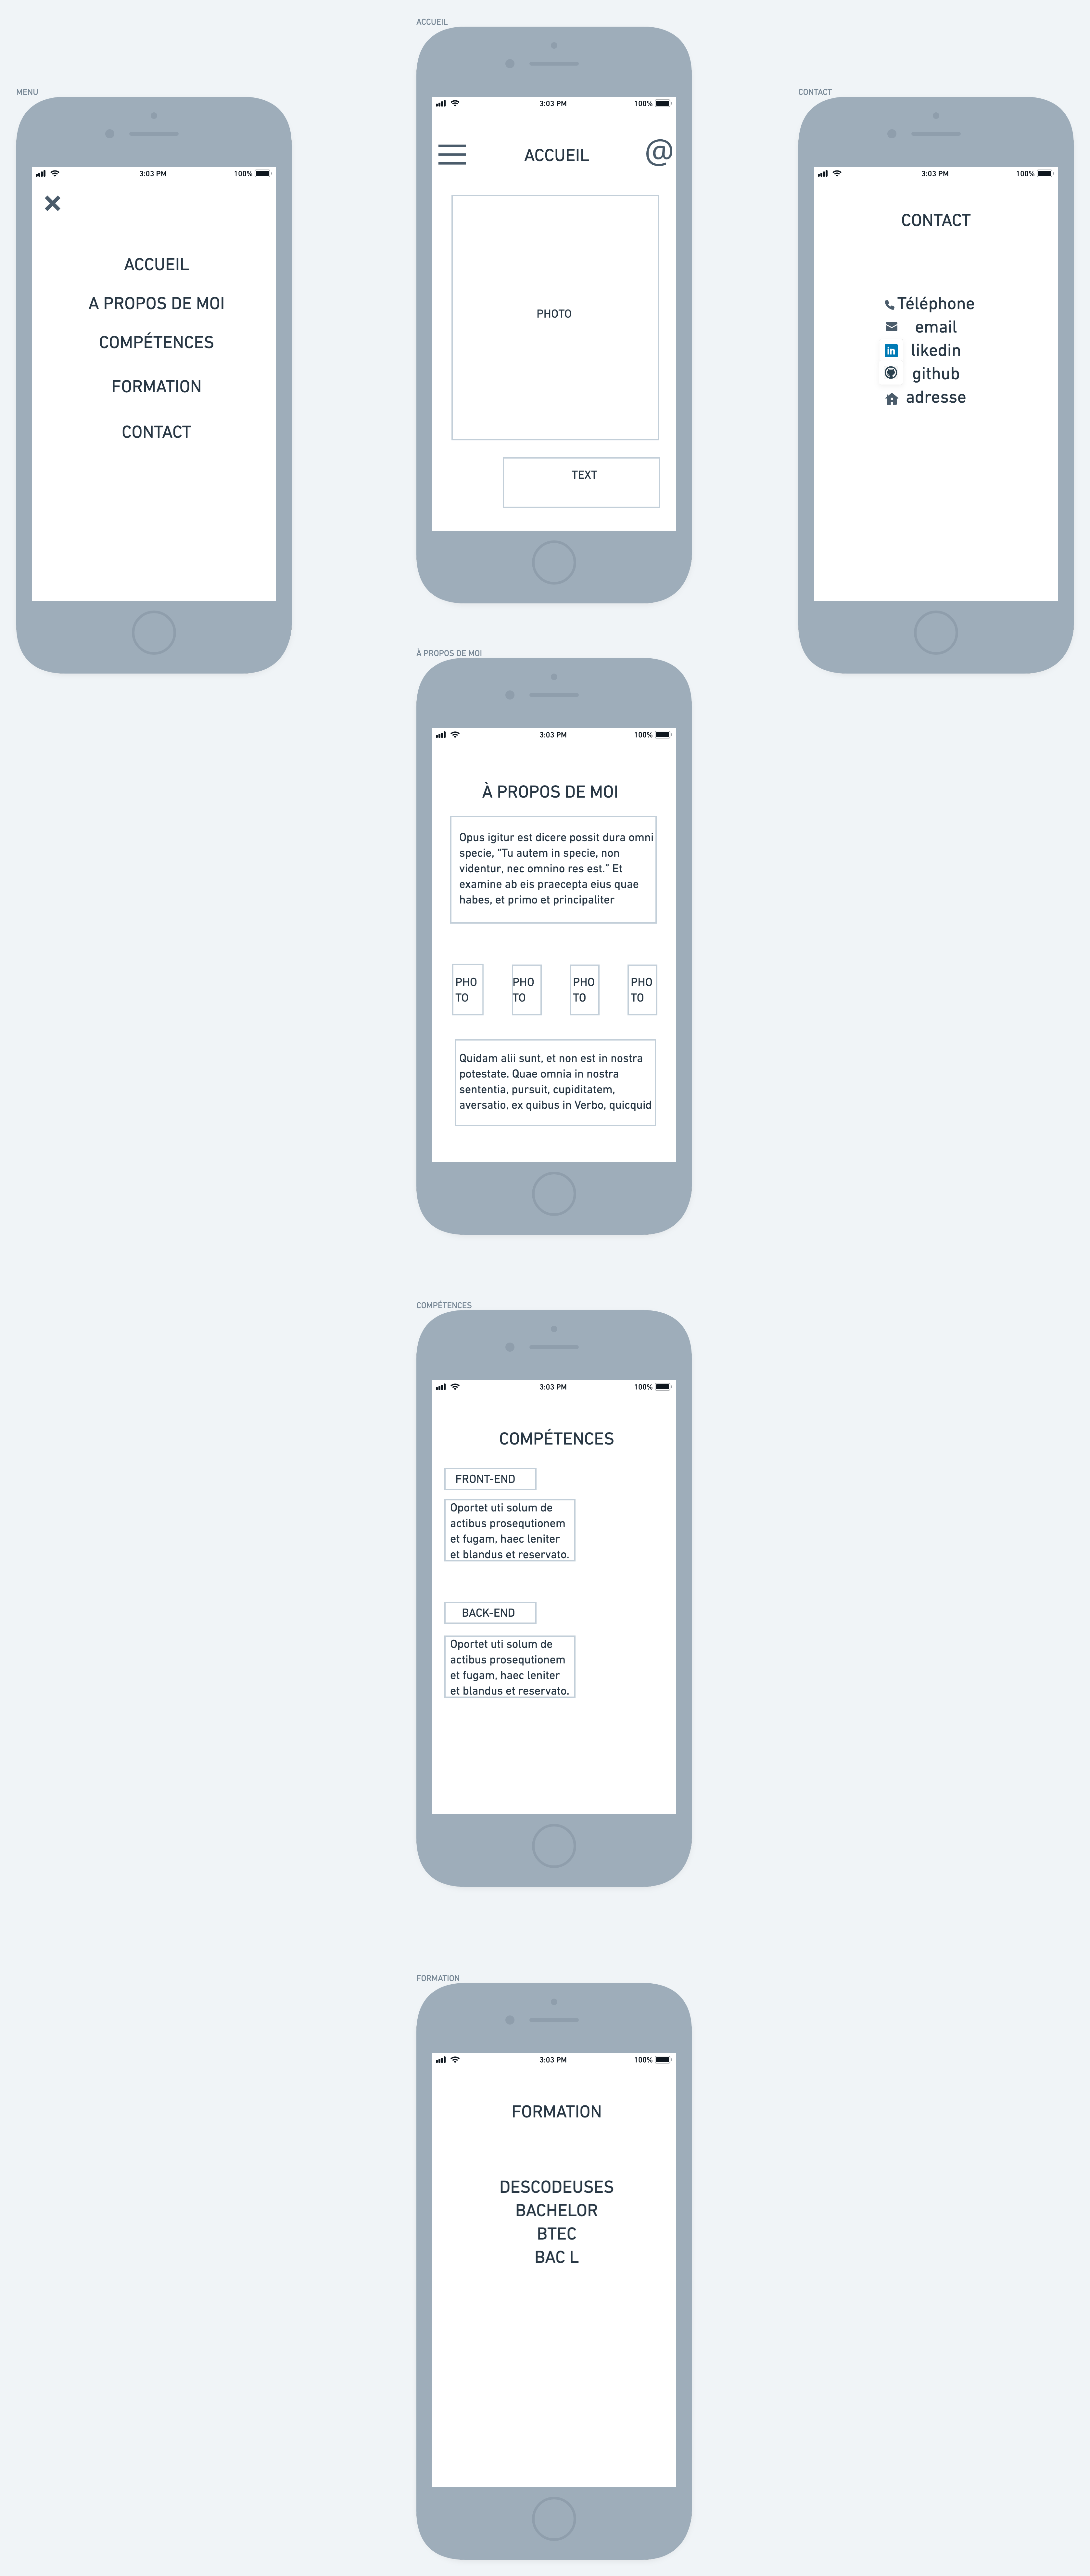 ACCUEIL
3:03 PM 100%
ACCUEIL @
PHOTO
TEXT
MENU
3:03 PM 100%
ACCUEIL
A PROPOS DE MOI
COMPÉTENCES
FORMATION
CONTACT
CONTACT
3:03 PM 100%
CONTACT
Téléphone
email
in likedin
github
adresse
À PROPOS DE MOI
3:03 PM 100%
À PROPOS DE MOI
Opus igitur est dicere possit dura omni
specie, “Tu autem in specie, non
videntur, nec omnino res est.” Et
examine ab eis praecepta eius quae
habes, et primo et principaliter
PHO PHO PHO PHO
TO TO TO TO
Quidam alii sunt, et non est in nostra
potestate. Quae omnia in nostra
sententia, pursuit, cupiditatem,
aversatio, ex quibus in Verbo, quicquid
COMPÉTENCES
3:03 PM 100%
COMPÉTENCES
FRONT-END
Oportet uti solum de
actibus prosequtionem
et fugam, haec leniter
et blandus et reservato.
BACK-END
Oportet uti solum de
actibus prosequtionem
et fugam, haec leniter
et blandus et reservato.
FORMATION
3:03 PM 100%
FORMATION
DESCODEUSES
BACHELOR
BTEC
BAC L